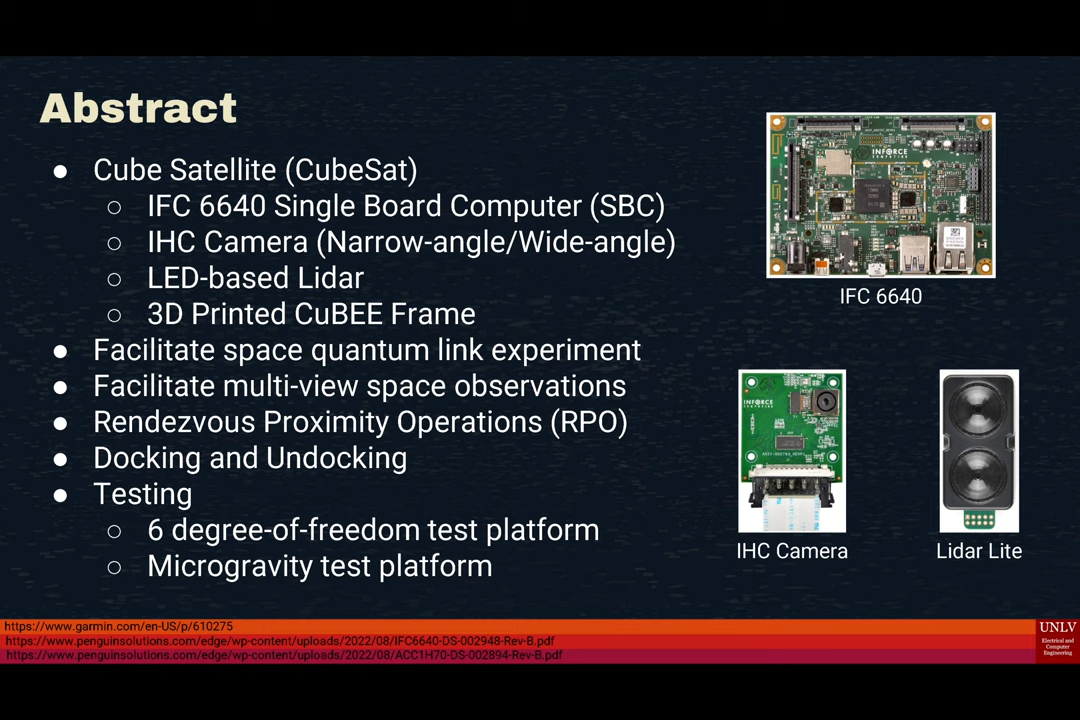 Abstract
● Cube Satellite (CubeSat)
○ IFC 6640 Single Board Computer (SBC)
○ IHC Camera (Narrow-angle/Wide-angle)
○ LED-based Lidar
○ 3D Printed CuBEE Frame
● Facilitate space quantum link experiment
● Facilitate multi-view space observations
● Rendezvous Proximity Operations (RPO)
● Docking and Undocking
● Testing
○ 6 degree-of-freedom test platform
○ Microgravity test platform
INFORCE
COMPUTING
IFC 6640
INFORCE
COMPUTING
IHC Camera
Lidar Lite
https://www.garmin.com/en-US/p/610275
https://www.penguinsolutions.com/edge/wp-content/uploads/2022/08/IFC6640-DS-002948-Rev-B.pdf
https://www.penguinsolutions.com/edge/wp-content/uploads/2022/08/ACC1H70-DS-002894-Rev-B.pdf
UNLV
Electrical and
Computer
Engineering